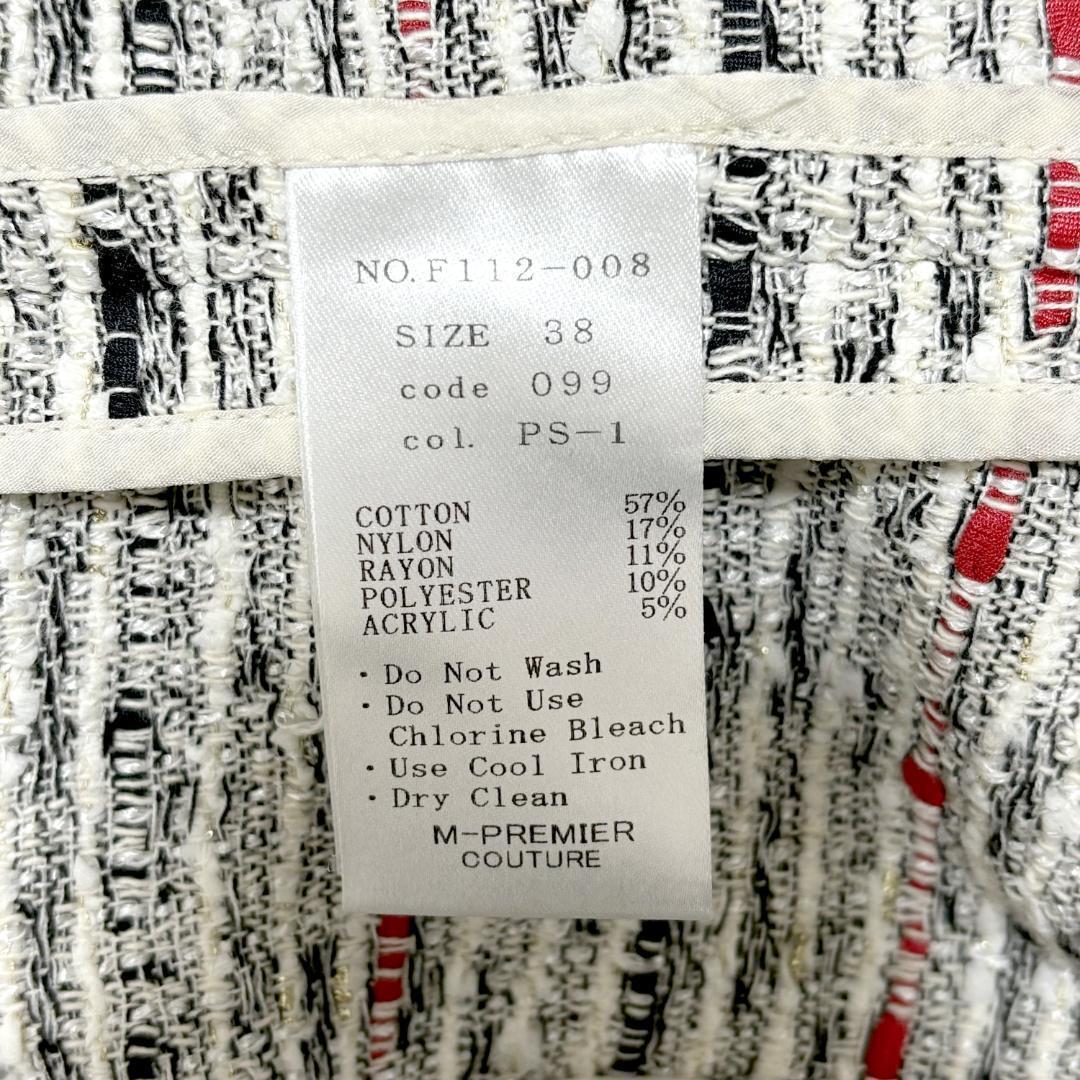 NO.F112-008
SIZE 38
code 099
col. PS-1
COTTON 57%
NYLON 17%
RAYON 11%
POLYESTER 10%
ACRYLIC 5%
・Do Not Wash
・Do Not Use
Chlorine Bleach
・Use Cool Iron
・Dry Clean
M-PREMIER
COUTURE